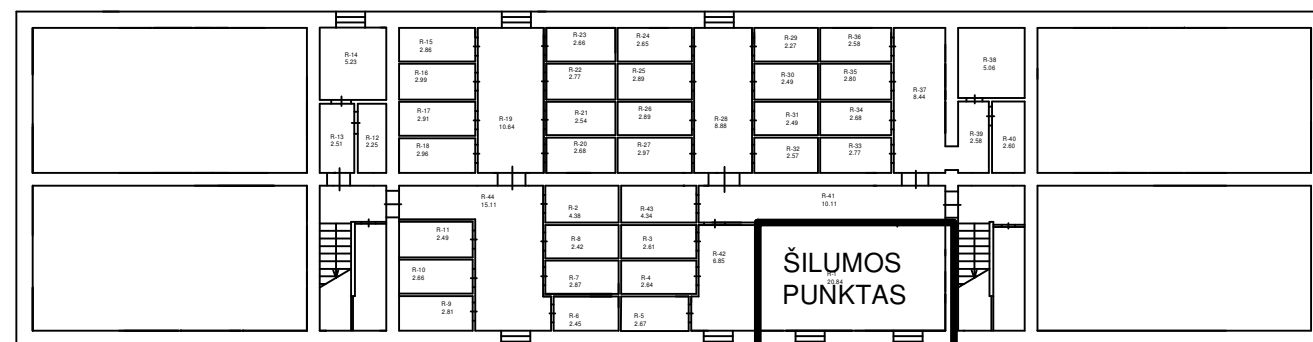 R-14
5.23
R-15
2.86
R-16
2.99
R-17
2.91
R-18
2.96
R-13
2.51
R-12
2.25
R-19
10.64
R-23
2.66
R-24
2.65
R-22
2.77
R-25
2.89
R-21
2.54
R-26
2.89
R-20
2.68
R-27
2.97
R-28
8.88
R-29
2.27
R-36
2.58
R-30
2.49
R-35
2.80
R-31
2.49
R-34
2.68
R-32
2.57
R-33
2.77
R-37
8.44
R-38
5.06
R-39
2.58
R-40
2.60
R-44
15.11
R-2
4.38
R-43
4.34
R-41
10.11
R-11
2.49
R-8
2.42
R-3
2.61
R-42
6.85
R-10
2.66
R-7
2.87
R-4
2.64
R-9
2.81
R-6
2.45
R-5
2.67
ŠILUMOS
PUNKTAS
R-1
20.84